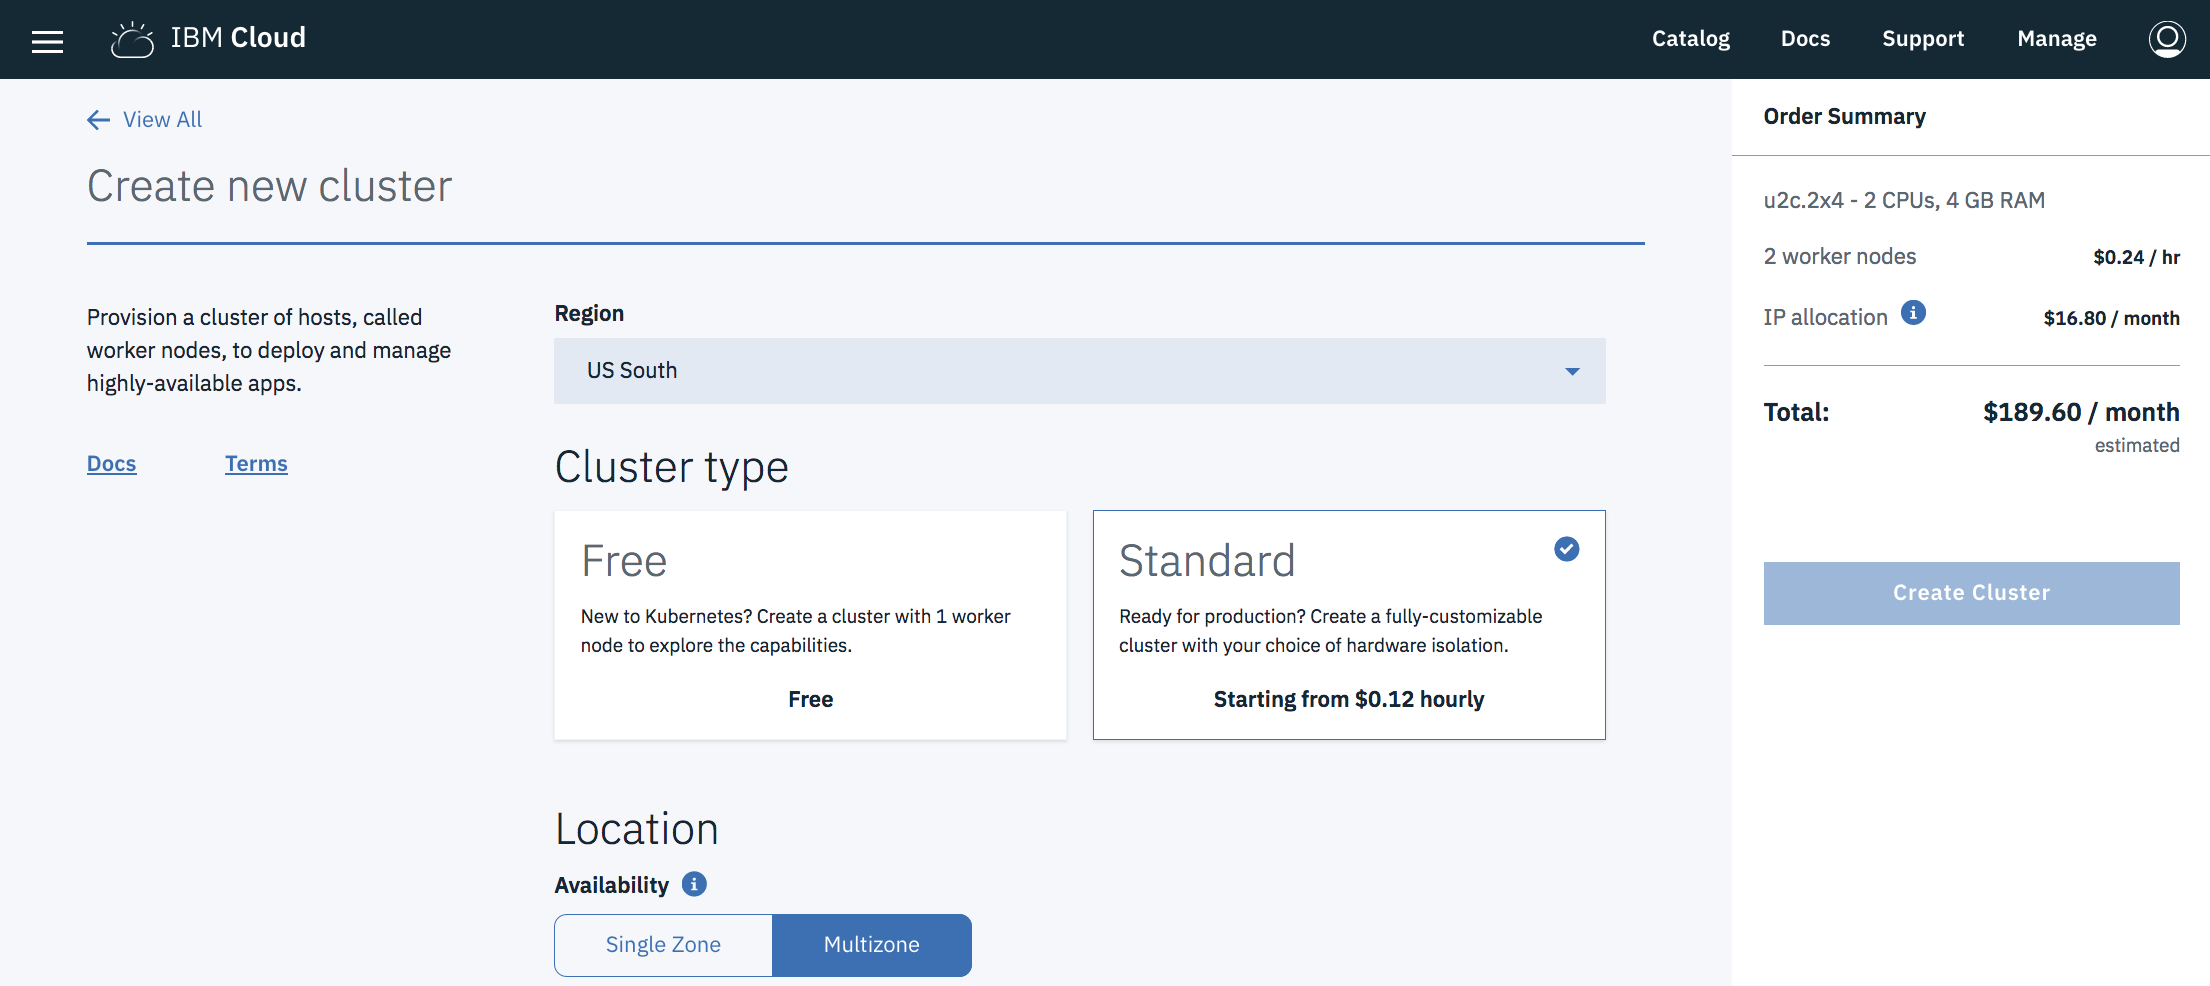 IBM Cloud
Catalog
Docs
Support
Manage
View All
Create new cluster
Provision a cluster of hosts, called
worker nodes, to deploy and manage
highly-available apps.
Docs
Terms
Region
US South
Cluster type
Free
New to Kubernetes? Create a cluster with 1 worker
node to explore the capabilities.
Free
Standard
Ready for production? Create a fully-customizable
cluster with your choice of hardware isolation.
Starting from $0.12 hourly
Location
Availability
Single Zone
Multizone
Order Summary
u2c.2x4 - 2 CPUs, 4 GB RAM
2 worker nodes $0.24 / hr
IP allocation $16.80 / month
Total: $189.60 / month
estimated
Create Cluster